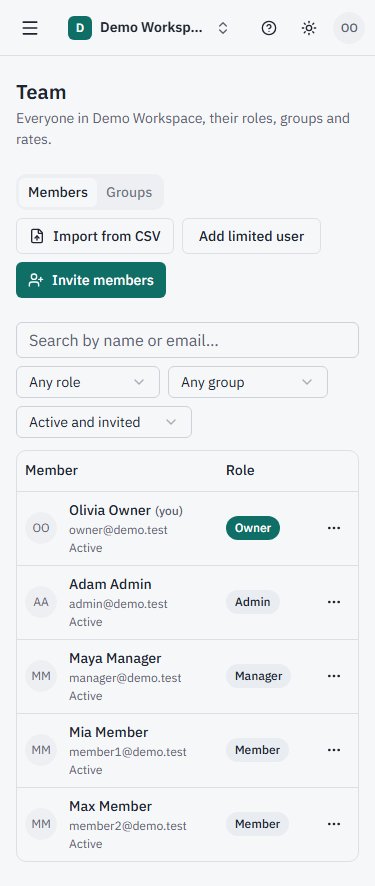 D Demo Worksp... OO
Team
Everyone in Demo Workspace, their roles, groups and
rates.
Members Groups
Import from CSV Add limited user
Invite members
Search by name or email...
Any role Any group
Active and invited
Member Role
OO Olivia Owner (you) Owner
owner@demo.test
Active
AA Adam Admin Admin
admin@demo.test
Active
MM Maya Manager Manager
manager@demo.test
Active
MM Mia Member Member
member1@demo.test
Active
MM Max Member Member
member2@demo.test
Active